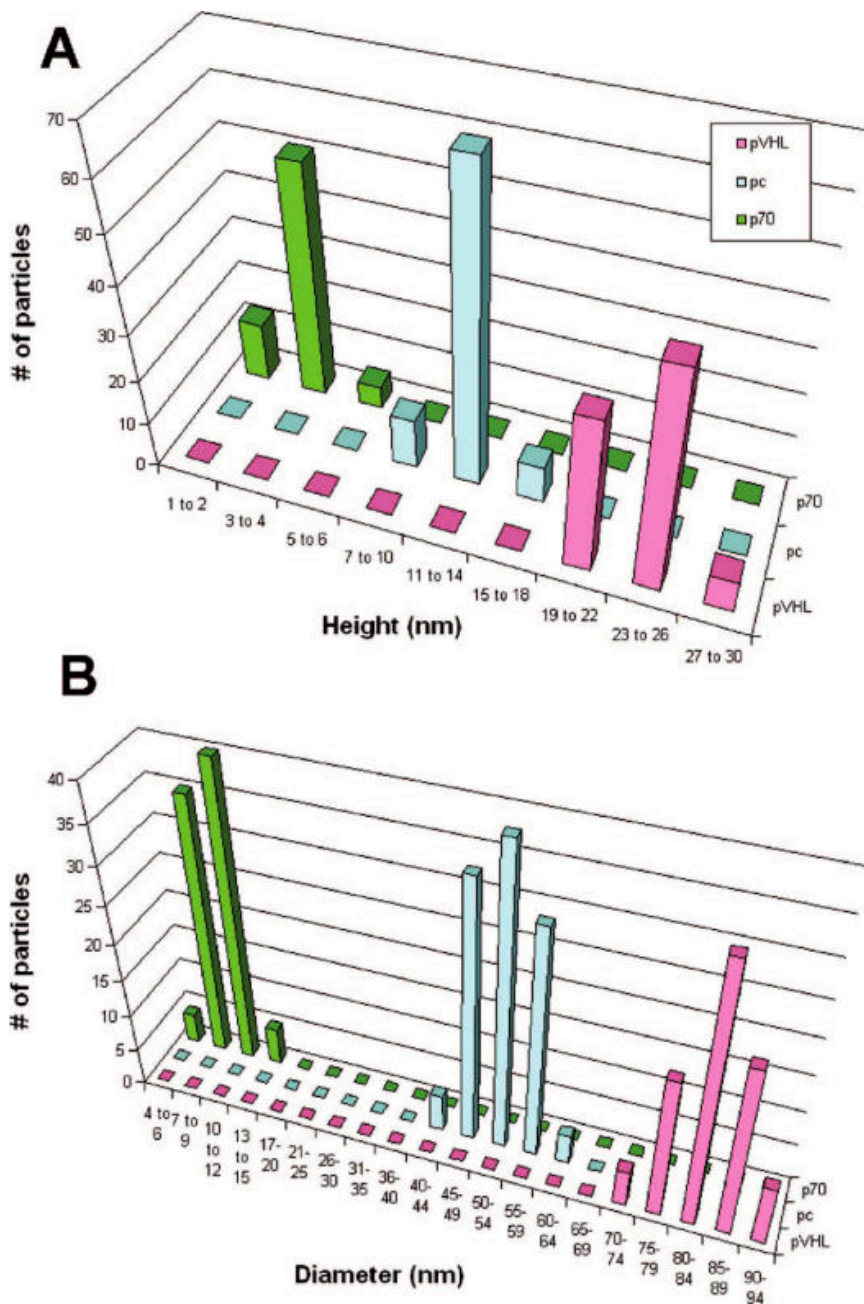 A
70
60
50
40
30
20
10
0
# of particles
pVHL
pc
p70
1 to 2
3 to 4
5 to 6
7 to 10
11 to 14
15 to 18
19 to 22
23 to 26
27 to 30
p70
pc
pVHL
Height (nm)
B
40
35
30
25
20
15
10
5
0
# of particles
4 to
6
7 to
9
10
to
12
13
to
15
17-
20
21-
25
26-
30
31-
35
36-
40
40-
44
45-
49
50-
54
55-
59
60-
64
65-
69
70-
74
75-
79
80-
84
85-
89
90-
94
p70
pc
pVHL
Diameter (nm)